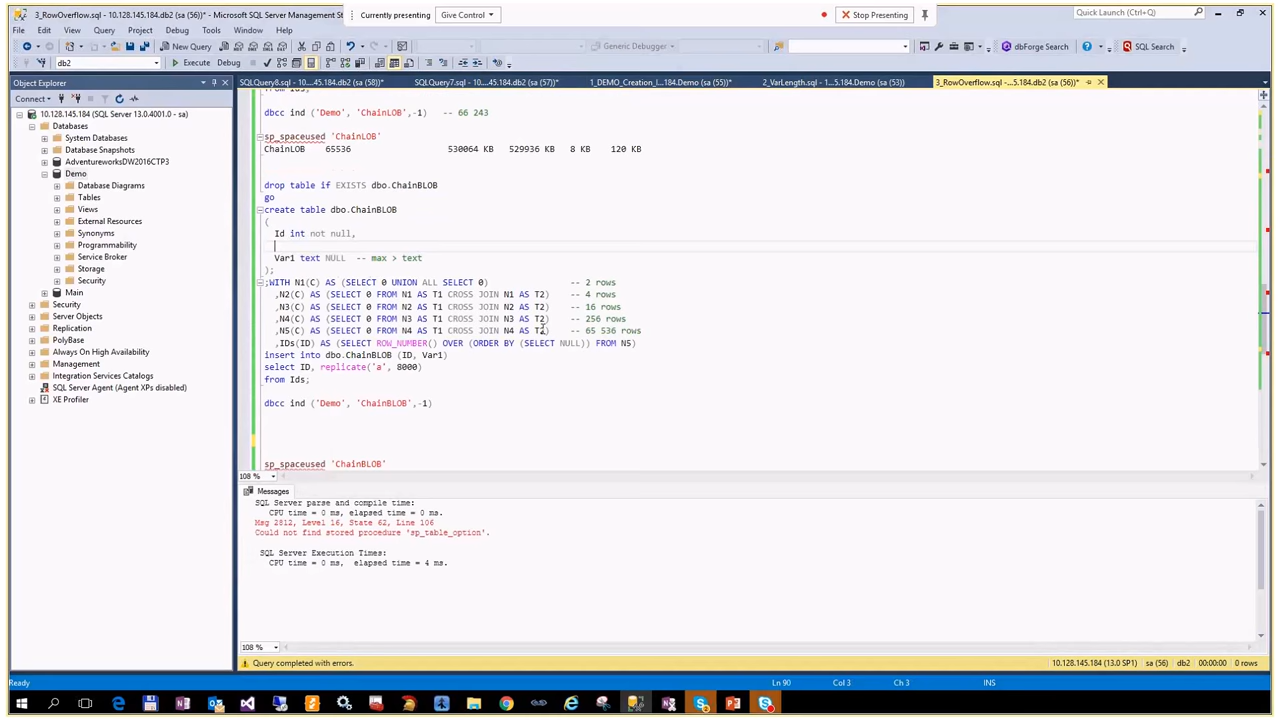 3_RowOverflow.sql - 10.128.145.184.db2 (sa (56))* - Microsoft SQL Server Management St
Currently presenting
Give Control
Stop Presenting
Quick Launch (Ctrl+Q)
File Edit View Query Project Debug Tools Window Help
New Query
Generic Debugger
dbForge Search
SQL Search
db2
Execute Debug
Object Explorer
SQLQuery8.sql - 10....45.184.db2 (sa (58))*
SQLQuery7.sql - 10....45.184.db2 (sa (57))*
1_DEMO_Creation_I....184.Demo (sa (55))*
2_VarLength.sql -....184.Demo (sa (53))
3_RowOverflow.sql -....5.184.db2 (sa (56))*
Connect
10.128.145.184 (SQL Server 13.0.4001.0 - sa)
Databases
System Databases
Database Snapshots
AdventureworksDW2016CTP3
Demo
Database Diagrams
Tables
Views
External Resources
Synonyms
Programmability
Service Broker
Storage
Security
Main
Security
Server Objects
Replication
PolyBase
Always On High Availability
Management
Integration Services Catalogs
SQL Server Agent (Agent XPs disabled)
XE Profiler
from Ids;
dbcc ind ('Demo', 'ChainLOB',-1) -- 66 243
sp_spaceused 'ChainLOB'
ChainLOB 65536 530064 KB 529936 KB 8 KB 120 KB
drop table if EXISTS dbo.ChainBLOB
go
create table dbo.ChainBLOB
(
Id int not null,
Var1 text NULL -- max > text
);
;WITH N1(C) AS (SELECT 0 UNION ALL SELECT 0) -- 2 rows
,N2(C) AS (SELECT 0 FROM N1 AS T1 CROSS JOIN N1 AS T2) -- 4 rows
,N3(C) AS (SELECT 0 FROM N2 AS T1 CROSS JOIN N2 AS T2) -- 16 rows
,N4(C) AS (SELECT 0 FROM N3 AS T1 CROSS JOIN N3 AS T2) -- 256 rows
,N5(C) AS (SELECT 0 FROM N4 AS T1 CROSS JOIN N4 AS T2) -- 65 536 rows
,IDs(ID) AS (SELECT ROW_NUMBER() OVER (ORDER BY (SELECT NULL)) FROM N5)
insert into dbo.ChainBLOB (ID, Var1)
select ID, replicate('a', 8000)
from Ids;
dbcc ind ('Demo', 'ChainBLOB',-1)
sp_spaceused 'ChainBLOB'
108 %
Messages
SQL Server parse and compile time:
CPU time = 0 ms, elapsed time = 0 ms.
Msg 2812, Level 16, State 62, Line 106
Could not find stored procedure 'sp_table_option'.
SQL Server Execution Times:
CPU time = 0 ms, elapsed time = 4 ms.
108 %
Query completed with errors.
10.128.145.184 (13.0 SP1) sa (56) db2 00:00:00 0 rows
Ready
Ln 90 Col 3 Ch 3 INS